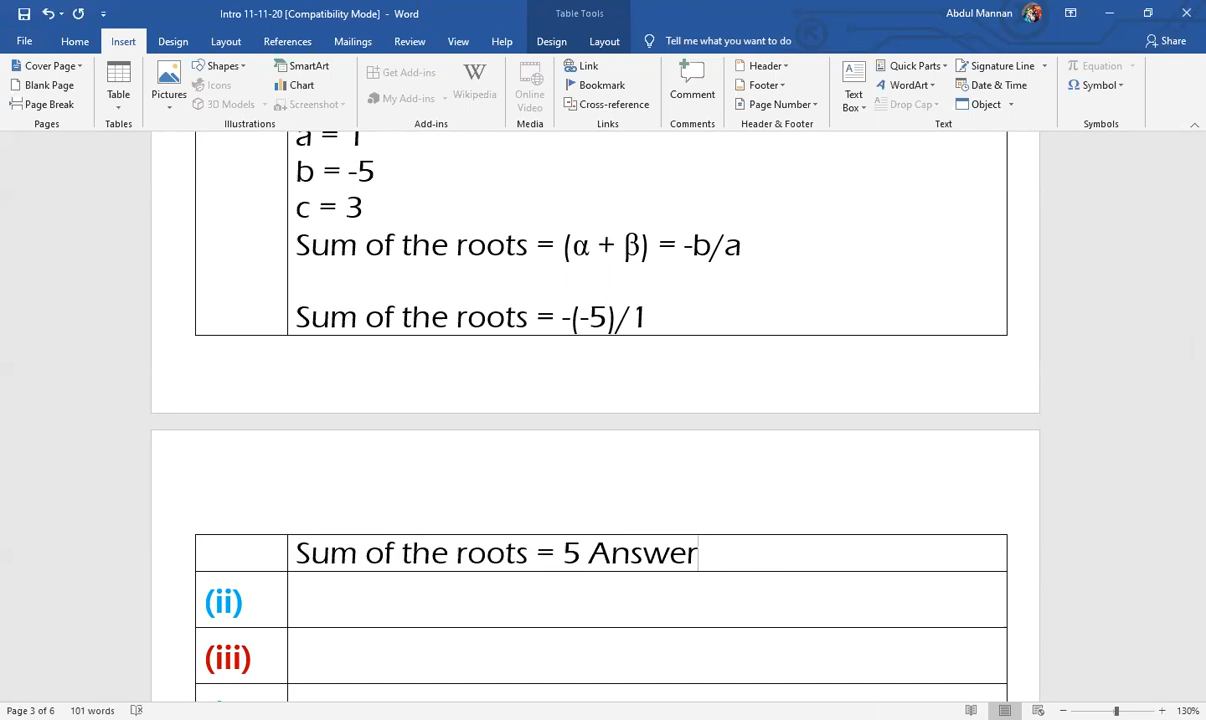 Intro 11-11-20 [Compatibility Mode] - Word
Table Tools
Abdul Mannan
File Home Insert Design Layout References Mailings Review View Help Design Layout Tell me what you want to do Share
Cover Page
Blank Page
Page Break
Pages
Table
Tables
Pictures
Shapes
Icons
3D Models
SmartArt
Chart
Screenshot
Illustrations
Get Add-ins
My Add-ins
Wikipedia
Add-ins
Online
Video
Media
Link
Bookmark
Cross-reference
Links
Comment
Comments
Header
Footer
Page Number
Header & Footer
Text
Box
Quick Parts
WordArt
Drop Cap
Signature Line
Date & Time
Object
Text
Equation
Symbol
Symbols
a = 1
b = -5
c = 3
Sum of the roots = (α + β) = -b/a
Sum of the roots = -(-5)/1
Sum of the roots = 5 Answer
(ii)
(iii)
Page 3 of 6 101 words 130%